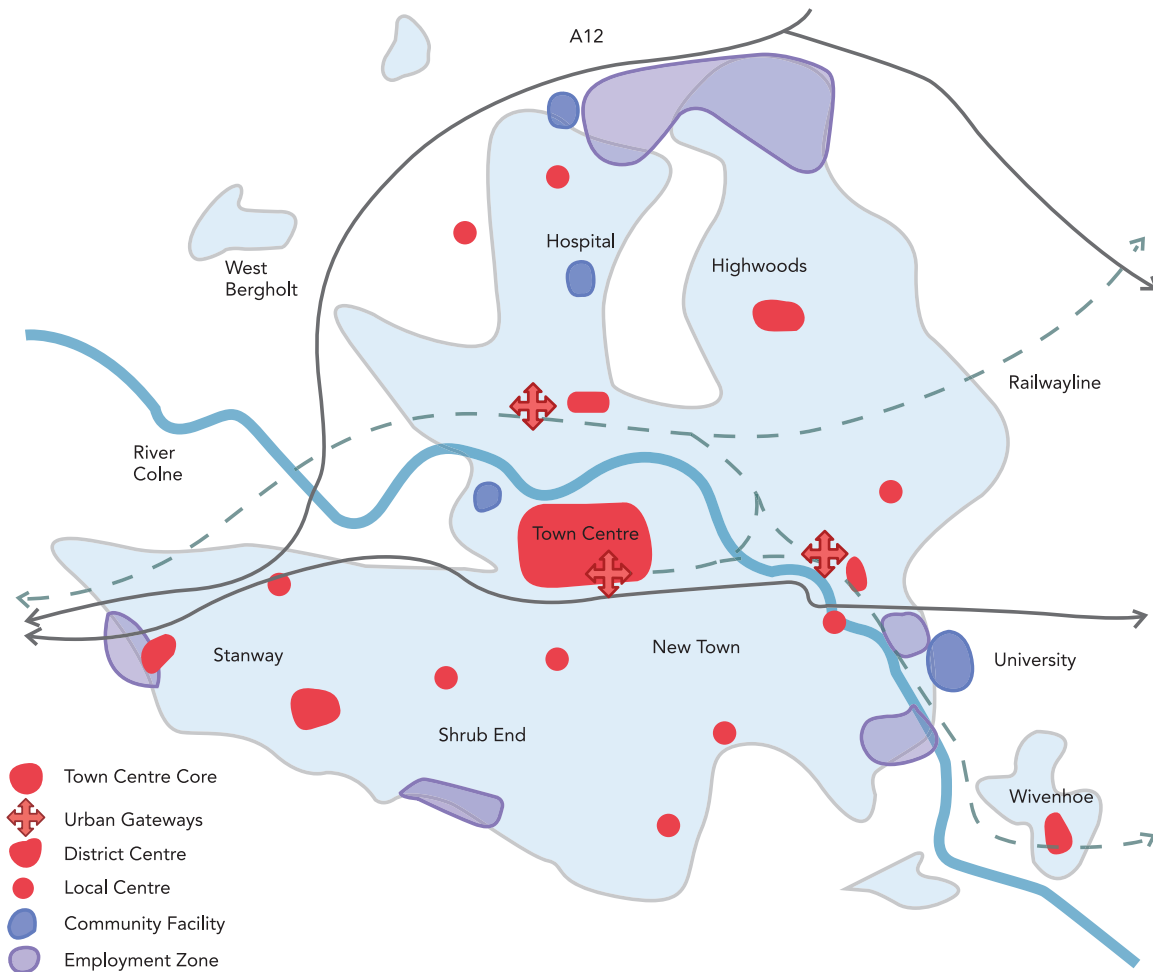 A12
Hospital
Highwoods
West
Bergholt
Railwayline
River
Colne
Town Centre
Stanway
New Town
University
Shrub End
Wivenhoe
Town Centre Core
Urban Gateways
District Centre
Local Centre
Community Facility
Employment Zone